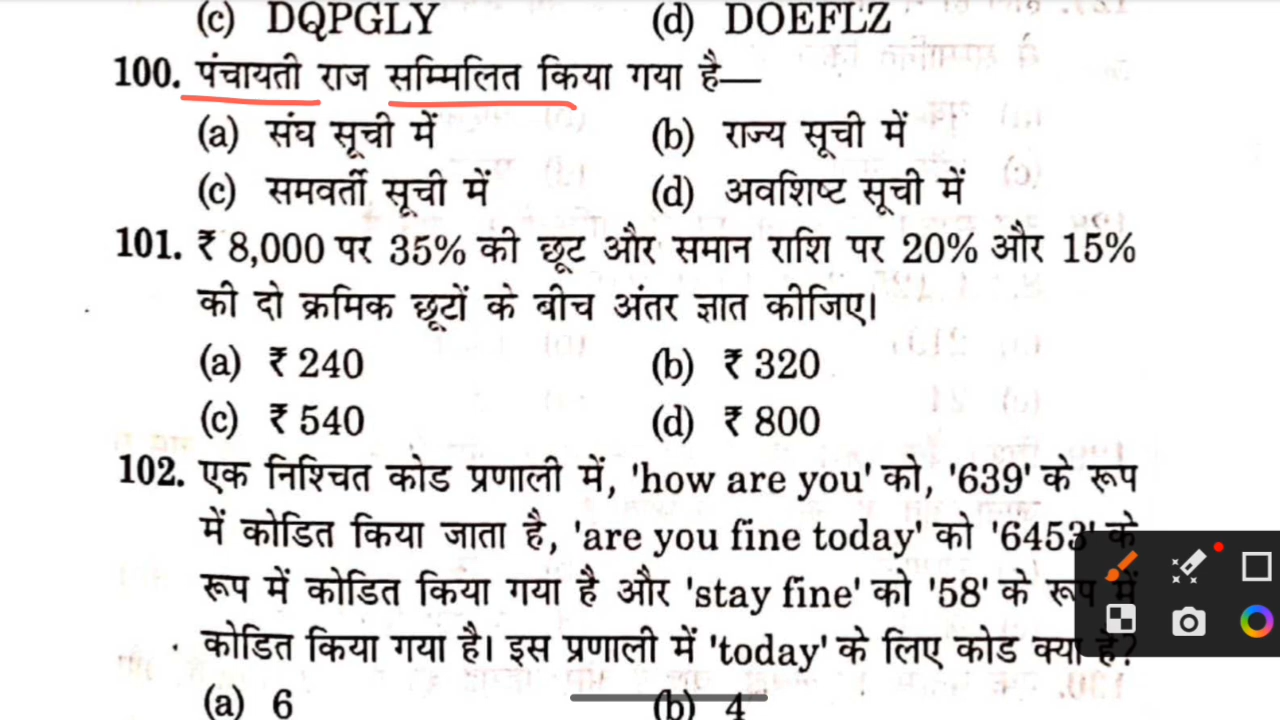 (c) DQPGLY (d) DOEFLZ
100. पंचायती राज सम्मिलित किया गया है—
(a) संघ सूची में (b) राज्य सूची में
(c) समवर्ती सूची में (d) अवशिष्ट सूची में
101. ₹ 8,000 पर 35% की छूट और समान राशि पर 20% और 15%
की दो क्रमिक छूटों के बीच अंतर ज्ञात कीजिए।
(a) ₹ 240 (b) ₹ 320
(c) ₹ 540 (d) ₹ 800
102. एक निश्चित कोड प्रणाली में, 'how are you' को, '639' के रूप
में कोडित किया जाता है, 'are you fine today' को '6453' के
रूप में कोडित किया गया है और 'stay fine' को '58' के रूप में
कोडित किया गया है। इस प्रणाली में 'today' के लिए कोड क्या है?
(a) 6 (b) 4